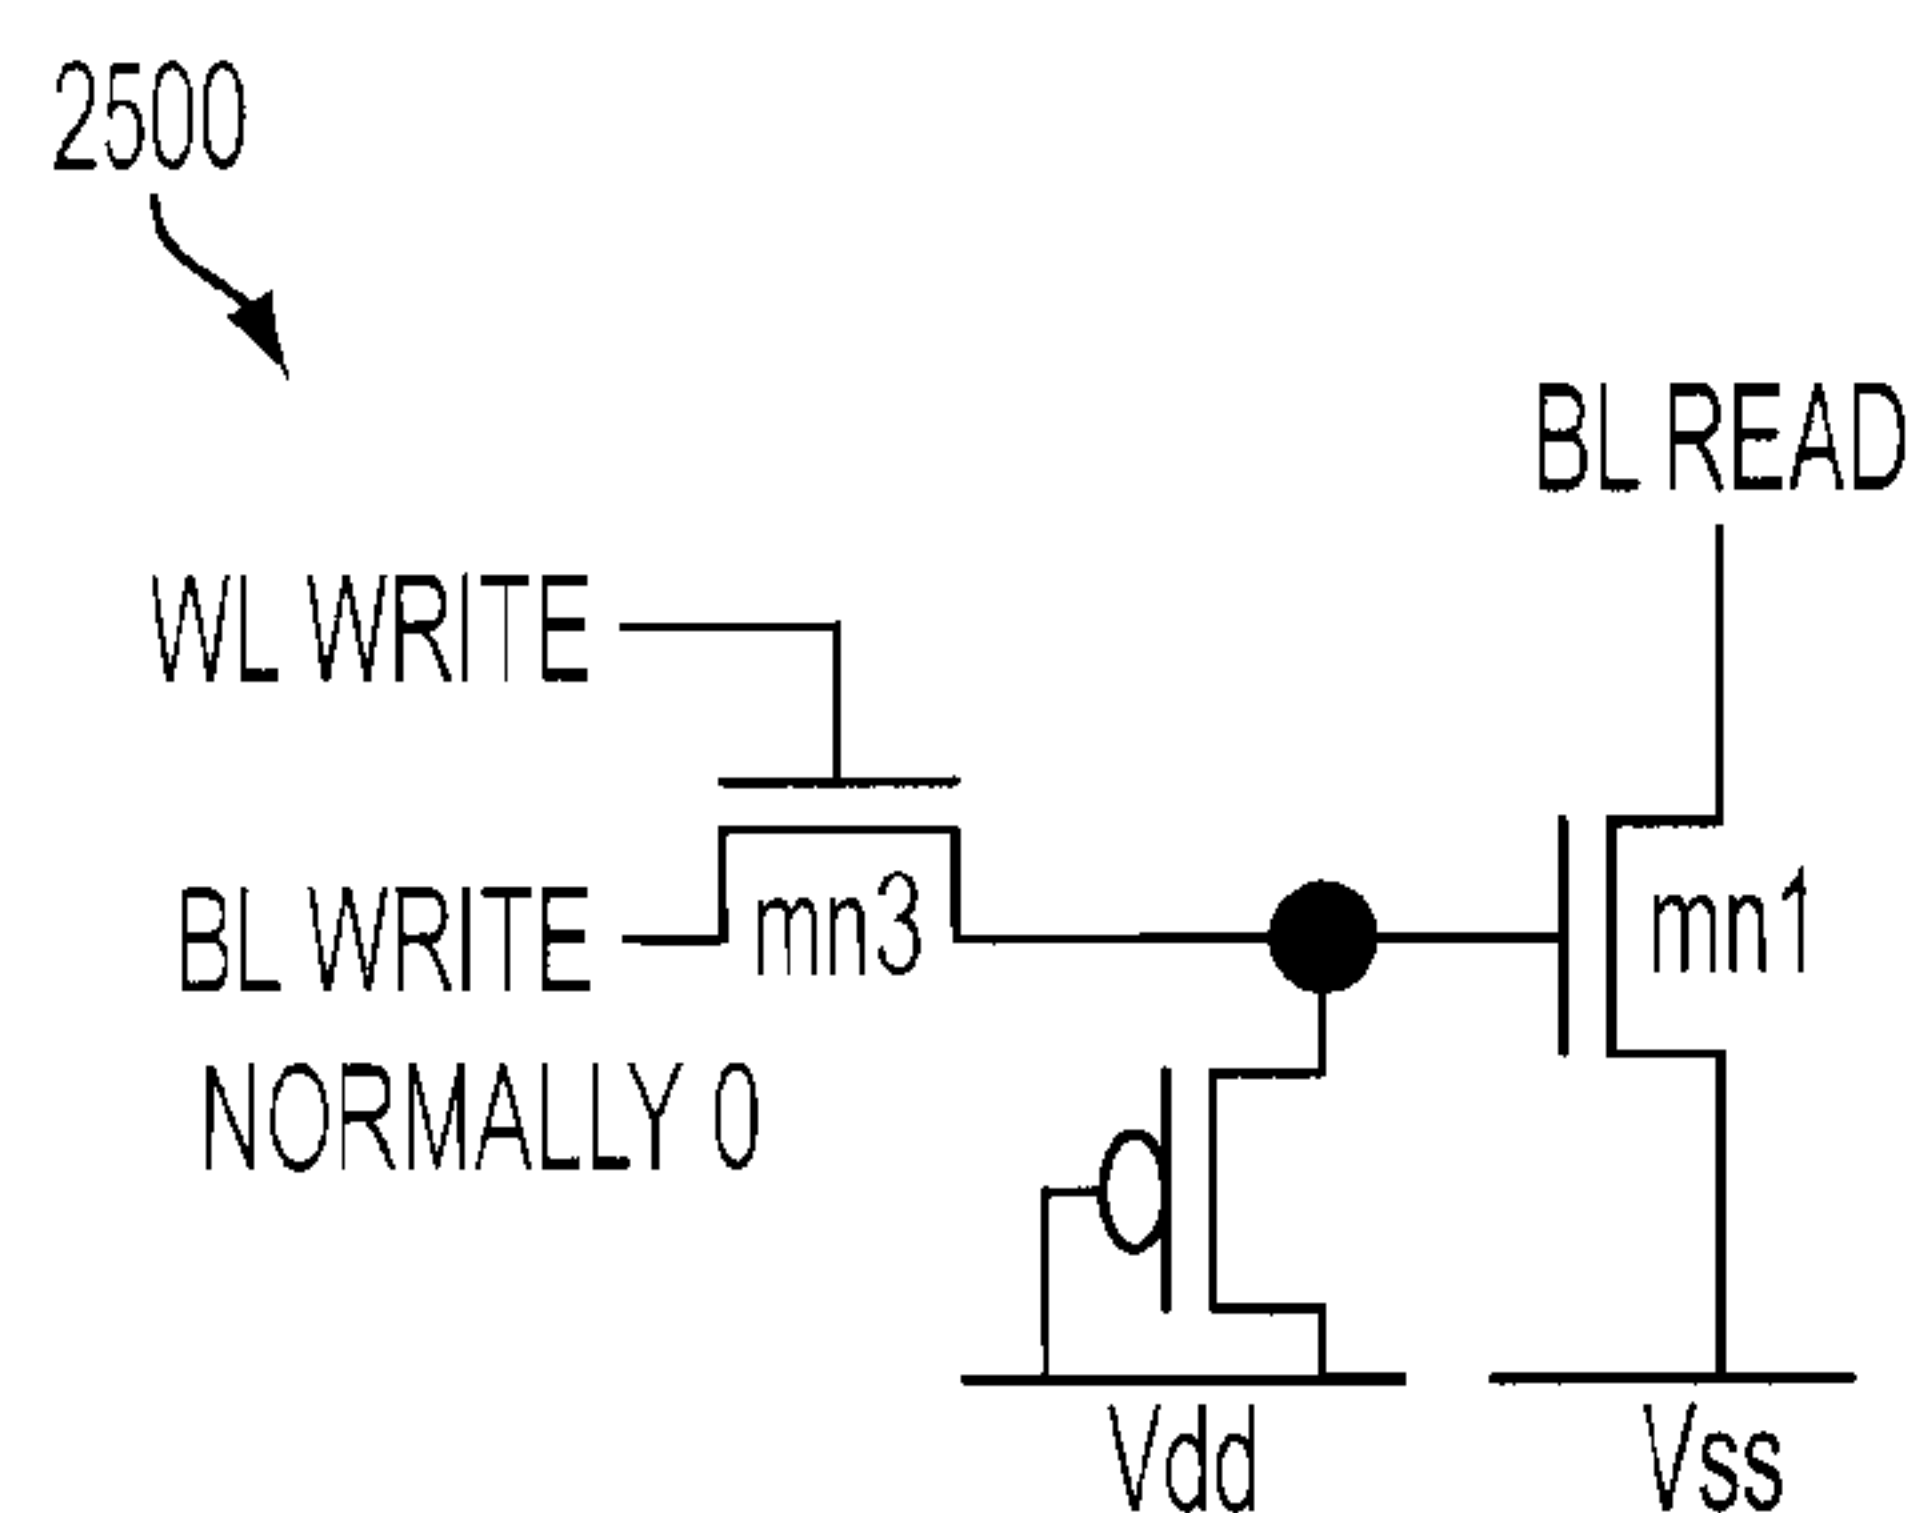 2500
BL READ
WL WRITE
BL WRITE
mn3
mn1
NORMALLY 0
Vdd
Vss